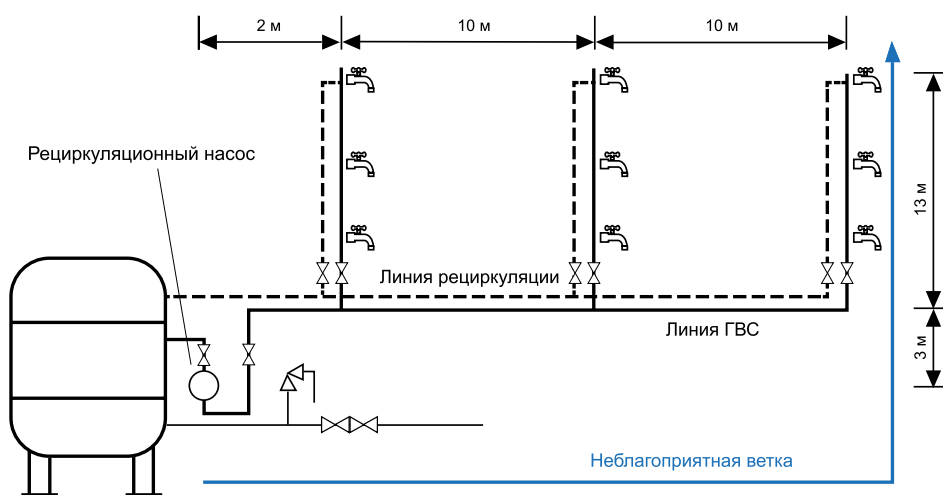 2 м
10 м
10 м
Рециркуляционный насос
13 м
Линия рециркуляции
Линия ГВС
3 м
Неблагоприятная ветка